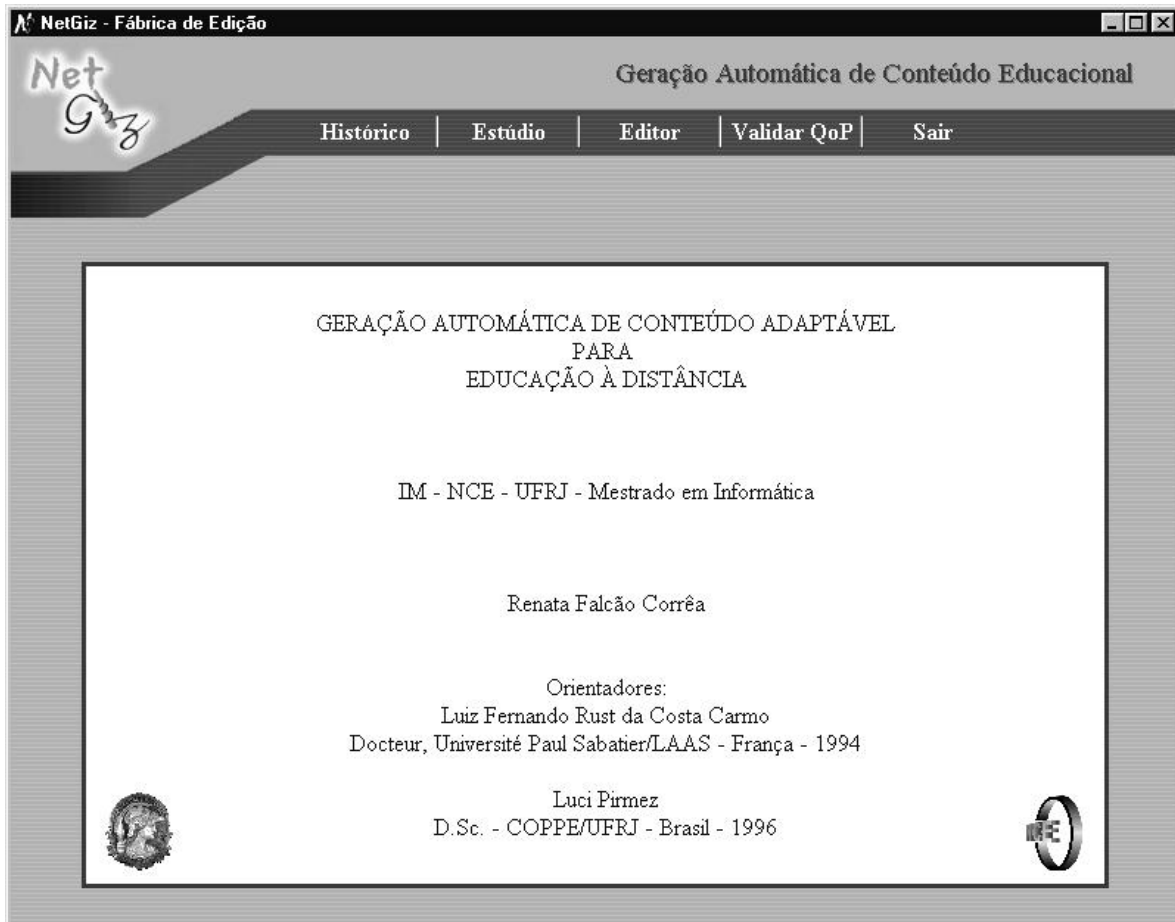 NetGiz - Fábrica de Edição
Net
Giz
Geração Automática de Conteúdo Educacional
Histórico | Estúdio | Editor | Validar QoP | Sair
GERAÇÃO AUTOMÁTICA DE CONTEÚDO ADAPTÁVEL
PARA
EDUCAÇÃO À DISTÂNCIA
IM - NCE - UFRJ - Mestrado em Informática
Renata Falcão Corrêa
Orientadores:
Luiz Fernando Rust da Costa Carmo
Docteur, Université Paul Sabatier/LAAS - França - 1994
Luci Pirmez
D.Sc. - COPPE/UFRJ - Brasil - 1996